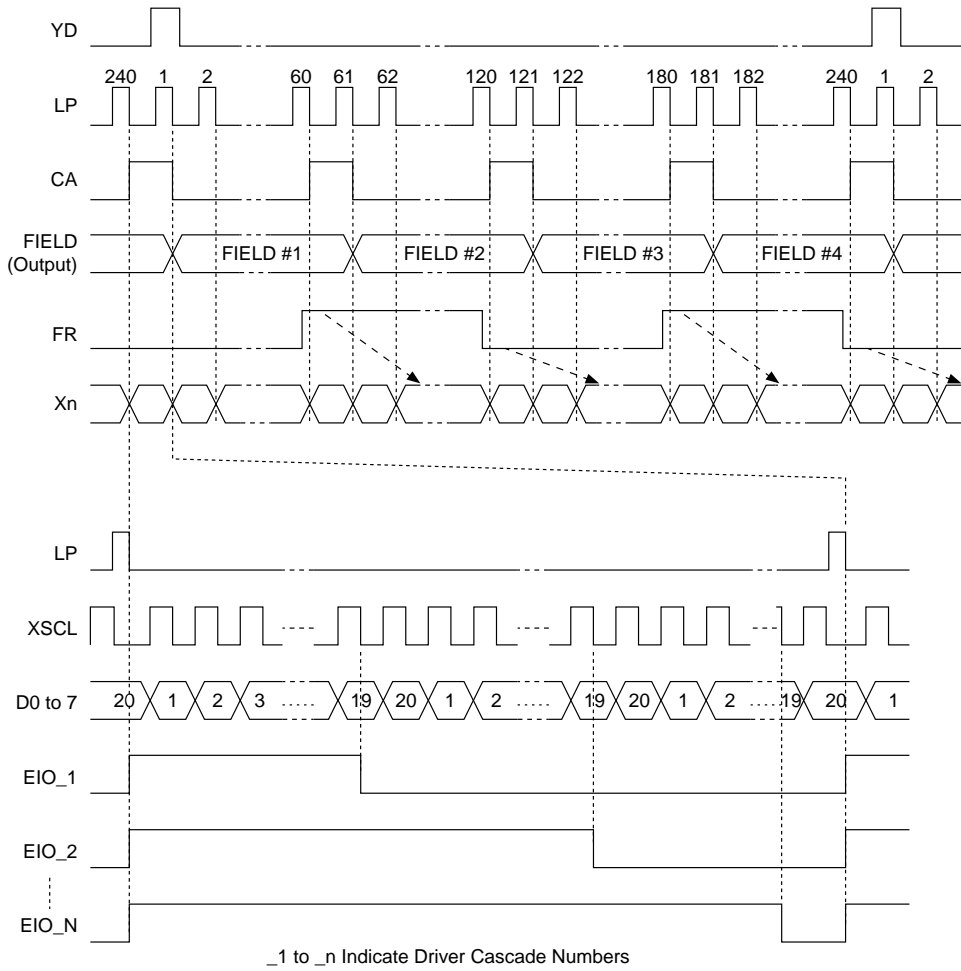 YD
240 1 2 60 61 62 120 121 122 180 181 182 240 1 2
LP
CA
FIELD
(Output)
FIELD #1 FIELD #2 FIELD #3 FIELD #4
FR
Xn
LP
XSCL
D0 to 7 20 1 2 3 19 20 1 2 19 20 1 2 19 20 1
EIO_1
EIO_2
EIO_N
_1 to _n Indicate Driver Cascade Numbers